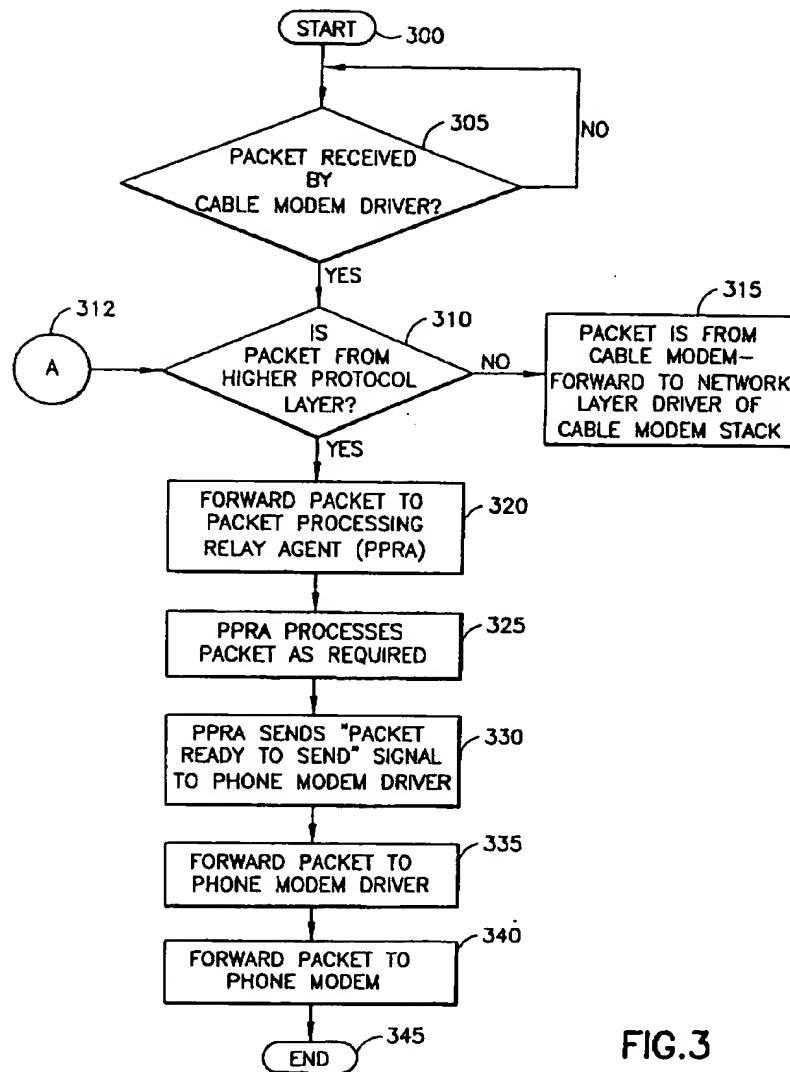 START
300
305
NO
PACKET RECEIVED
BY
CABLE MODEM DRIVER?
YES
312
A
310
IS
PACKET FROM
HIGHER PROTOCOL
LAYER?
NO
315
PACKET IS FROM
CABLE MODEM–
FORWARD TO NETWORK
LAYER DRIVER OF
CABLE MODEM STACK
YES
FORWARD PACKET TO
PACKET PROCESSING
RELAY AGENT (PPRA)
320
PPRA PROCESSES
PACKET AS REQUIRED
325
PPRA SENDS "PACKET
READY TO SEND" SIGNAL
TO PHONE MODEM DRIVER
330
FORWARD PACKET TO
PHONE MODEM DRIVER
335
FORWARD PACKET TO
PHONE MODEM
340
END
345
FIG.3